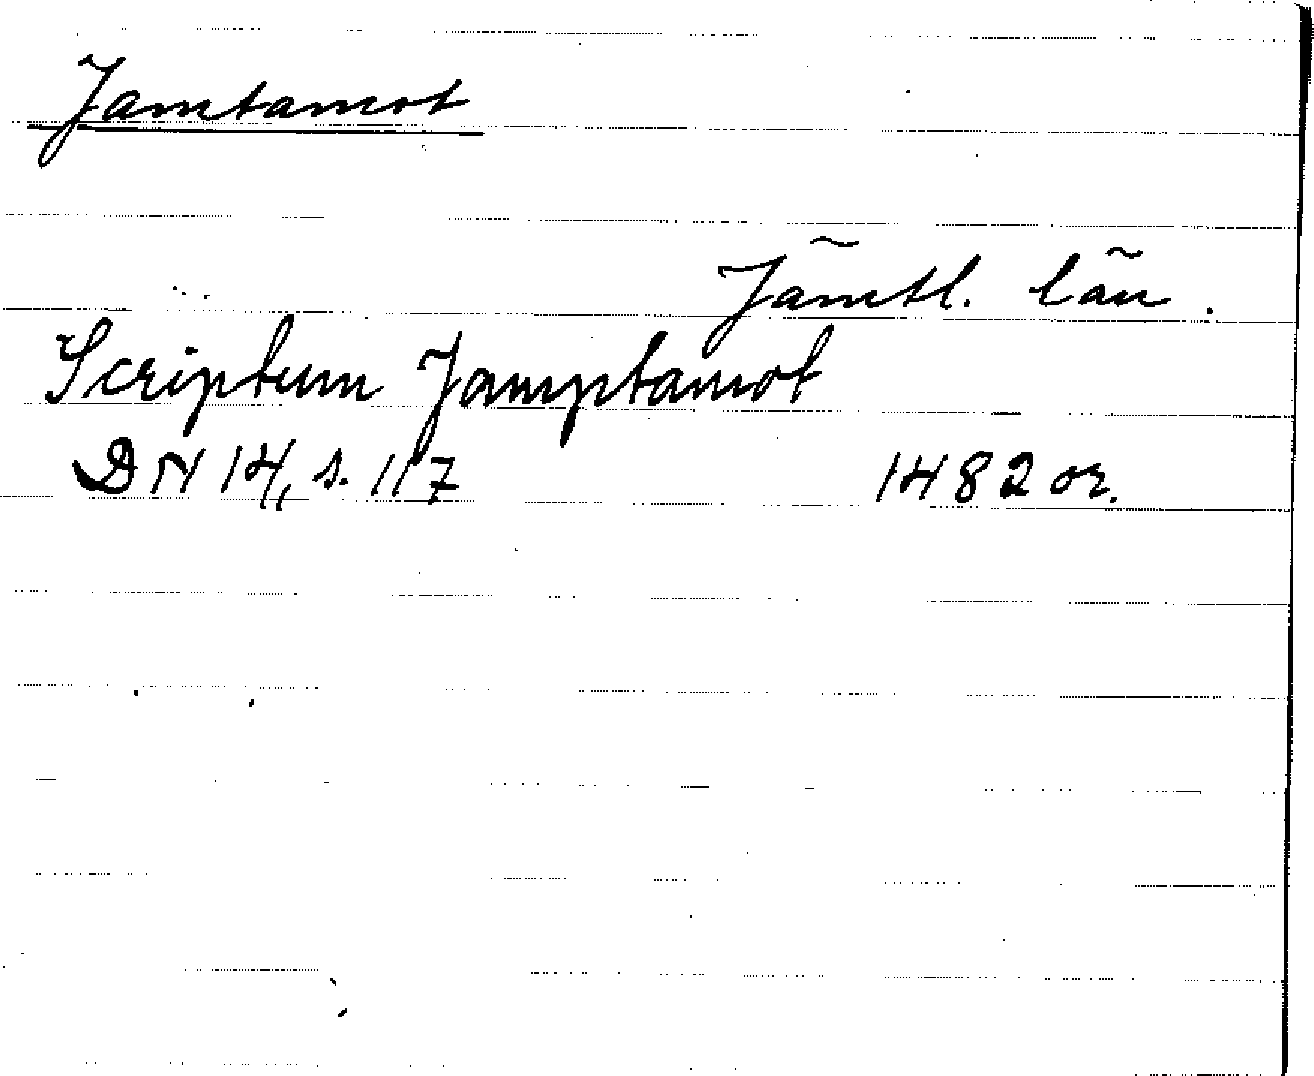 Jamtamot
Jämtl. län.
Scriptum Jamptamot
DN 14, s. 117 1482 or.